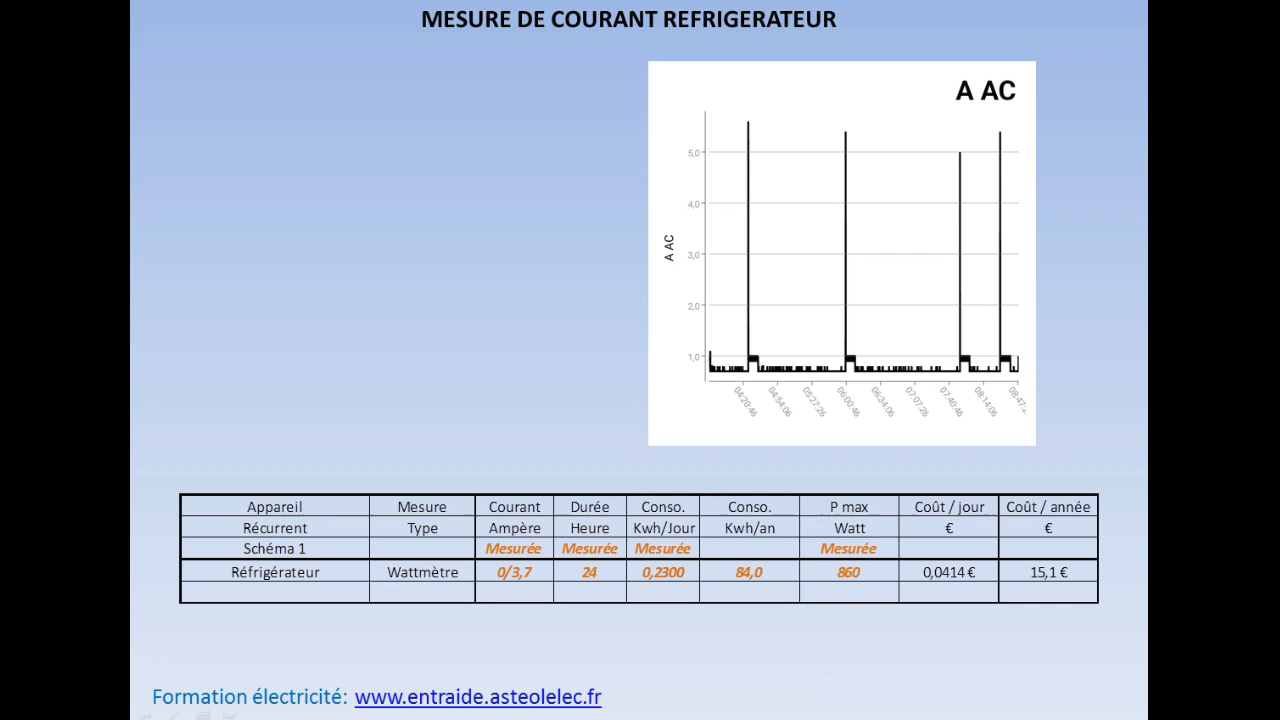 MESURE DE COURANT REFRIGERATEUR
A AC
5,0
4,0
A AC
3,0
2,0
1,0
04:20:46 04:54:06 05:27:26 06:00:46 06:34:06 07:07:26 07:40:46 08:14:06 08:47:2
Appareil Mesure Courant Durée Conso. Conso. P max Coût / jour Coût / année
Récurrent Type Ampère Heure Kwh/Jour Kwh/an Watt € €
Schéma 1 Mesurée Mesurée Mesurée Mesurée
Réfrigérateur Wattmètre 0/3,7 24 0,2300 84,0 860 0,0414 € 15,1 €
Formation électricité: www.entraide.asteolelec.fr